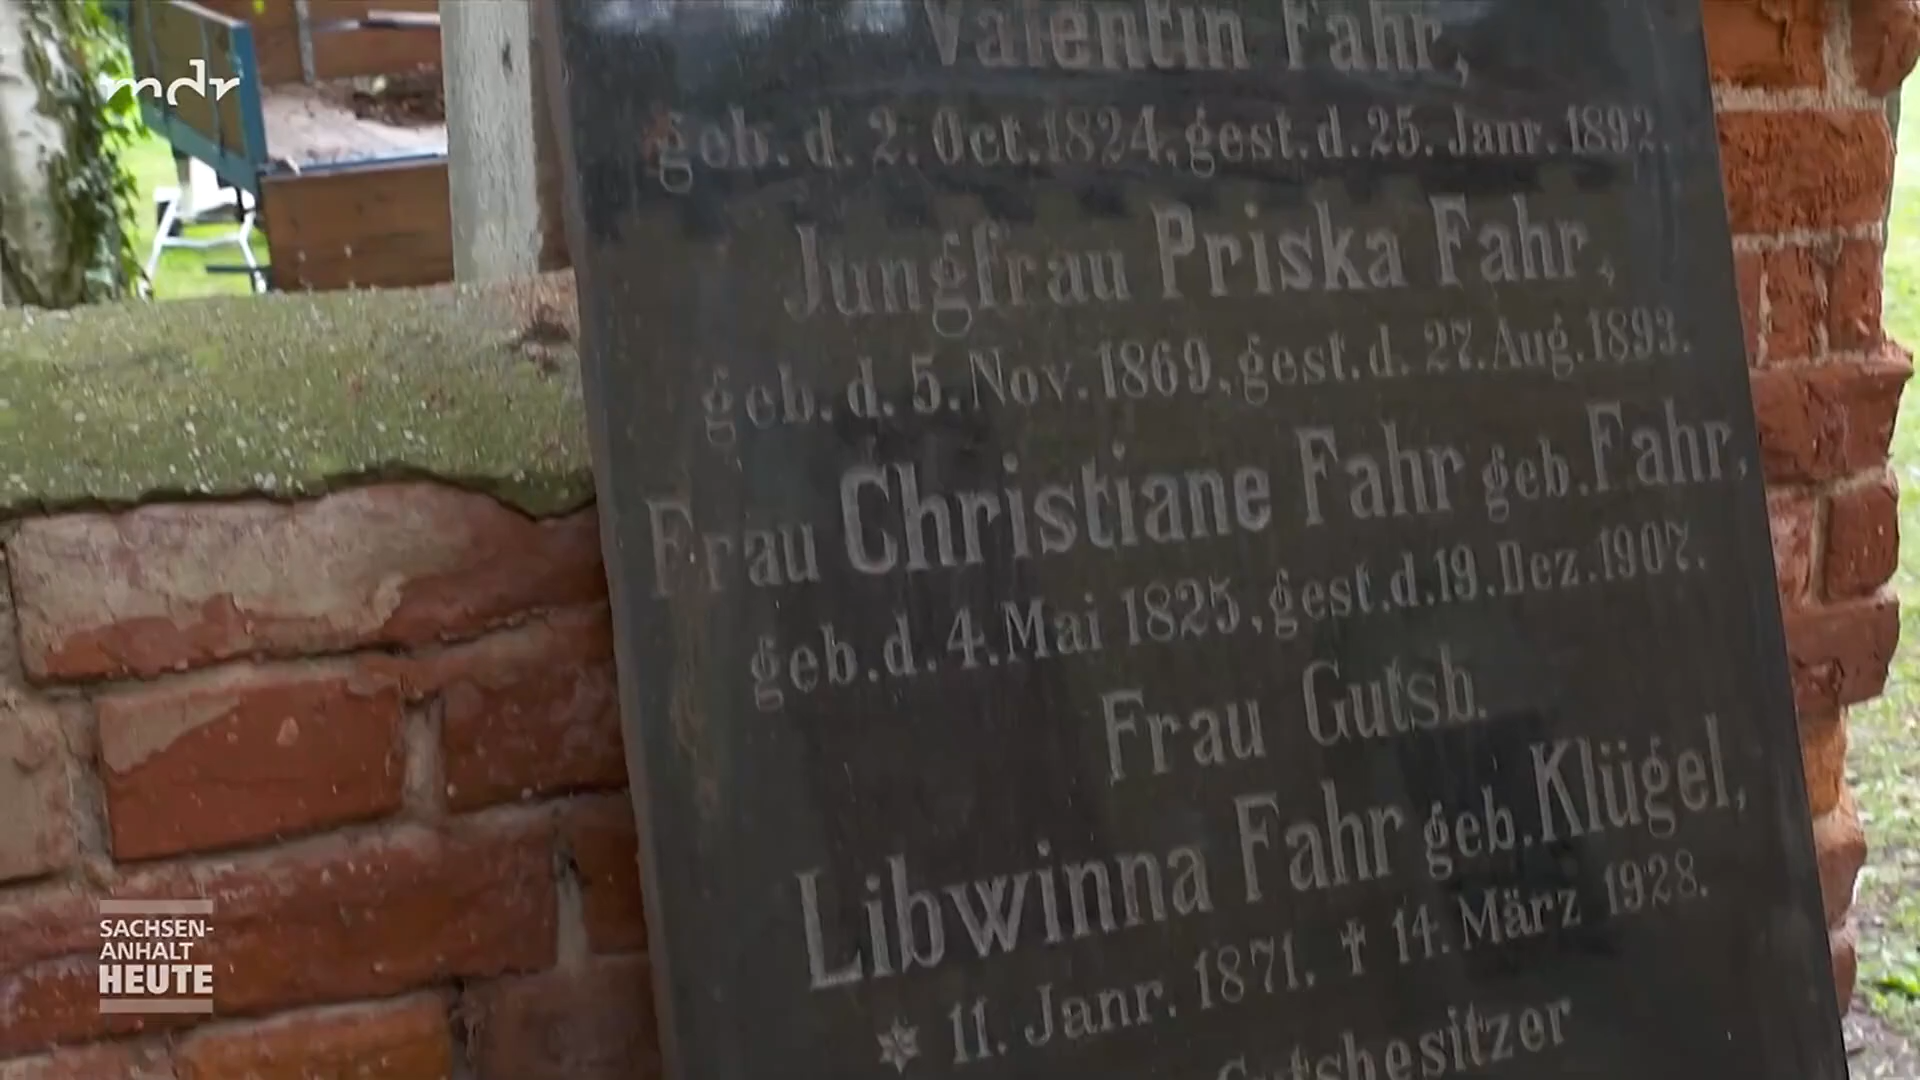 mdr
Valentin Fahr,
geb. d. 2. Oct. 1824, gest. d. 25. Janr. 1892.
Jungfrau Priska Fahr,
geb. d. 5. Nov. 1869, gest. d. 27. Aug. 1893.
Frau Christiane Fahr geb. Fahr,
geb. d. 4. Mai 1825, gest. d. 19. Dez. 1907.
Frau Gutsb.
Libwinna Fahr geb. Klügel,
✶ 11. Janr. 1871. ✝ 14. März 1928.
Gutsbesitzer
SACHSEN-
ANHALT
HEUTE